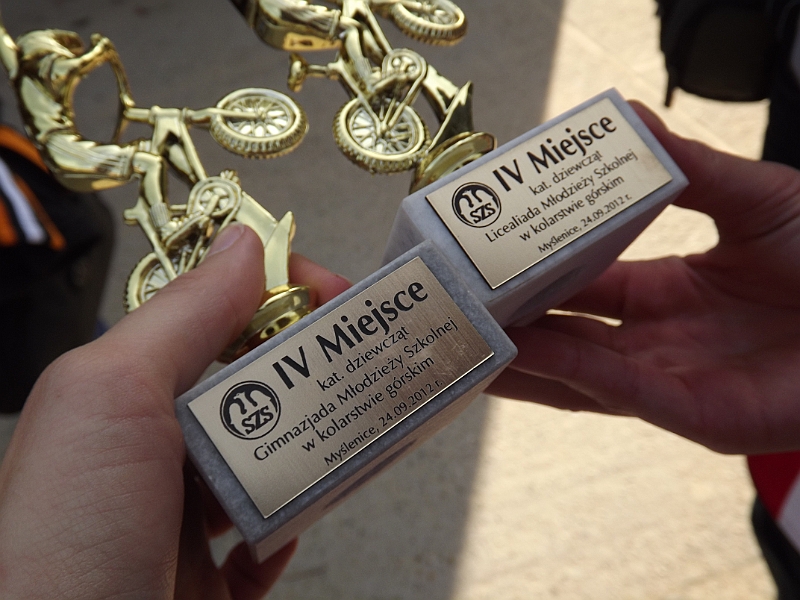 IV Miejsce
kat. dziewcząt
Licealiada Młodzieży Szkolnej
w kolarstwie górskim
Myślenice, 24.09.2012 r.
SZS
IV Miejsce
kat. dziewcząt
Gimnazjada Młodzieży Szkolnej
w kolarstwie górskim
Myślenice, 24.09.2012 r.
SZS